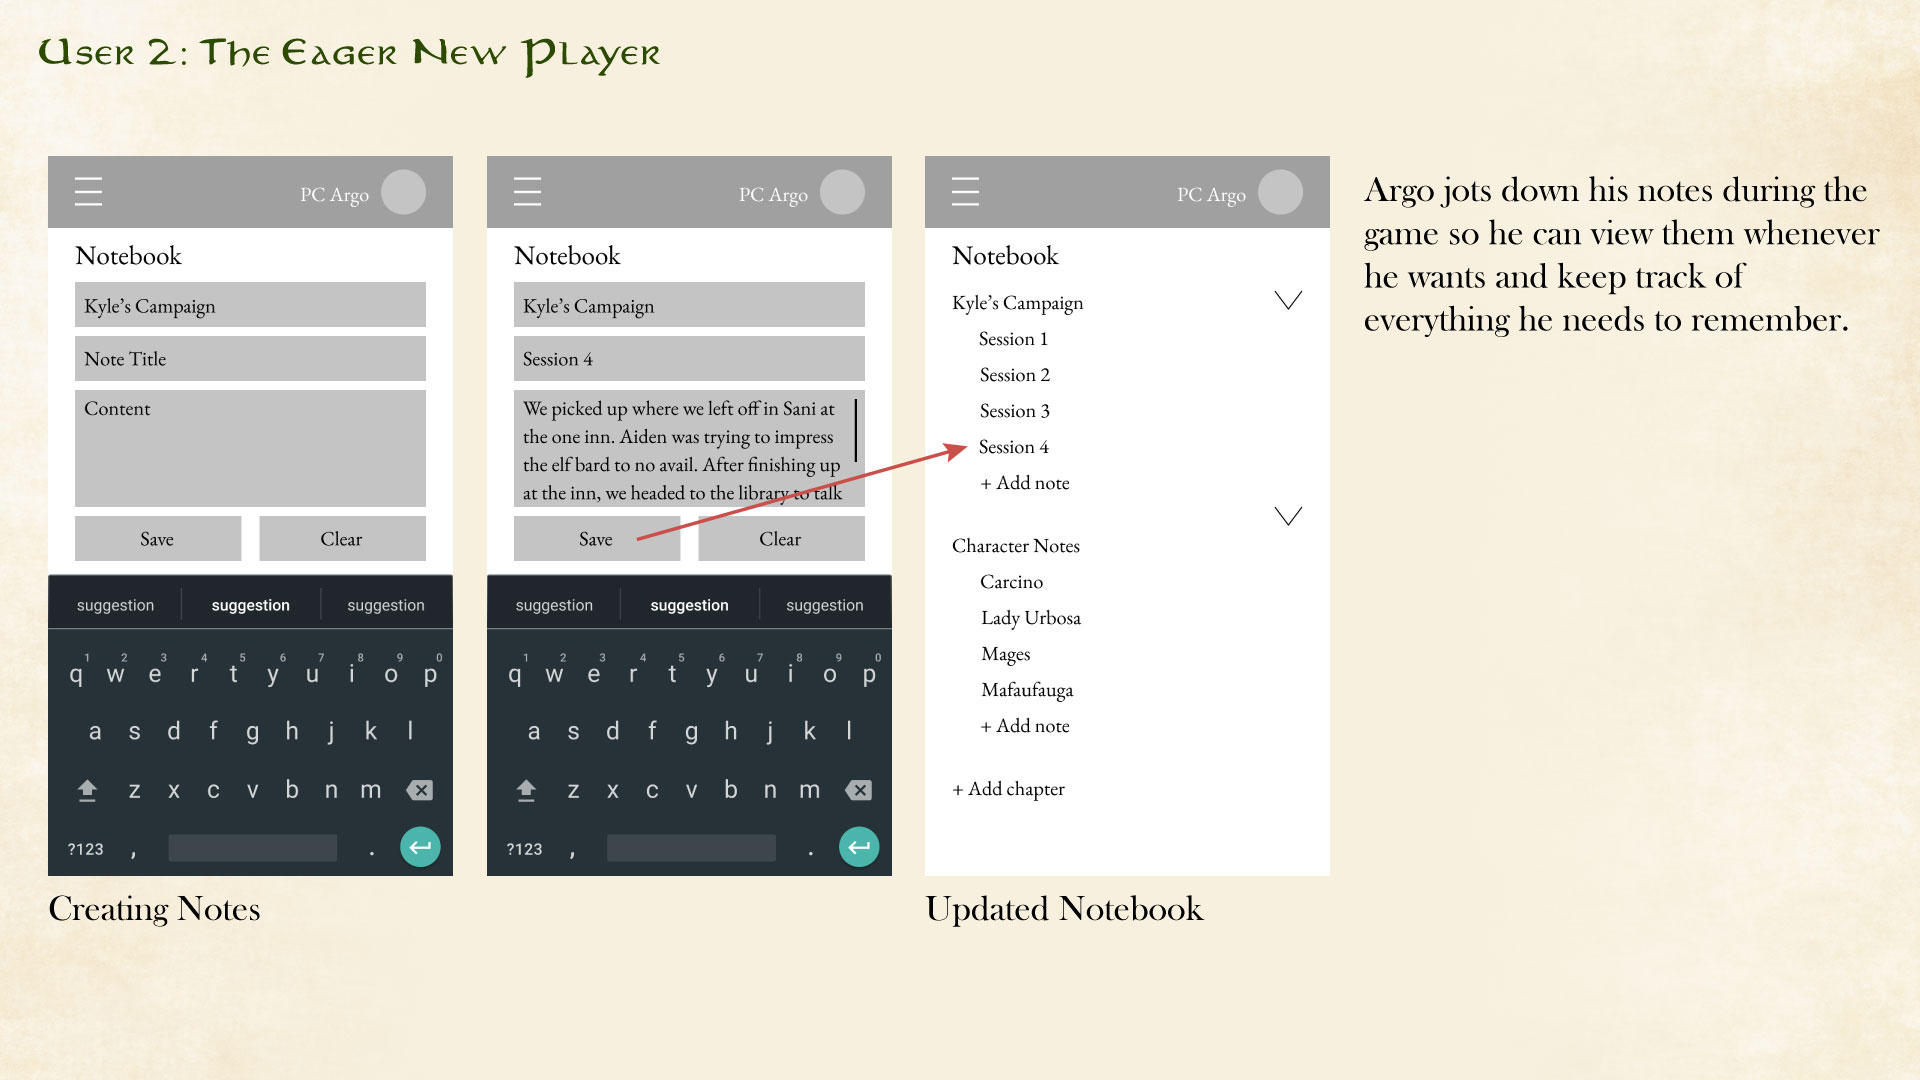 User 2: The Eager New Player
PC Argo
Notebook
Kyle’s Campaign
Note Title
Content
Save Clear
suggestion suggestion suggestion
1 2 3 4 5 6 7 8 9 0
q w e r t y u i o p
a s d f g h j k l
z x c v b n m
?123 , .
Creating Notes
PC Argo
Notebook
Kyle’s Campaign
Session 4
We picked up where we left off in Sani at
the one inn. Aiden was trying to impress
the elf bard to no avail. After finishing up
at the inn, we headed to the library to talk
Save Clear
suggestion suggestion suggestion
1 2 3 4 5 6 7 8 9 0
q w e r t y u i o p
a s d f g h j k l
z x c v b n m
?123 , .
PC Argo
Notebook
Kyle’s Campaign
Session 1
Session 2
Session 3
Session 4
+ Add note
Character Notes
Carcino
Lady Urbosa
Mages
Mafaufauga
+ Add note
+ Add chapter
Updated Notebook
Argo jots down his notes during the
game so he can view them whenever
he wants and keep track of
everything he needs to remember.